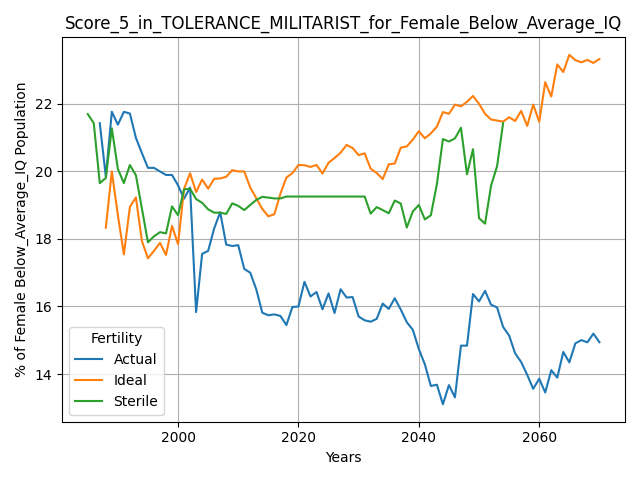 Score_5_in_TOLERANCE_MILITARIST_for_Female_Below_Average_IQ
% of Female Below_Average_IQ Population
22
20
18
16
14
Fertility
Actual
Ideal
Sterile
2000
2020
2040
2060
Years